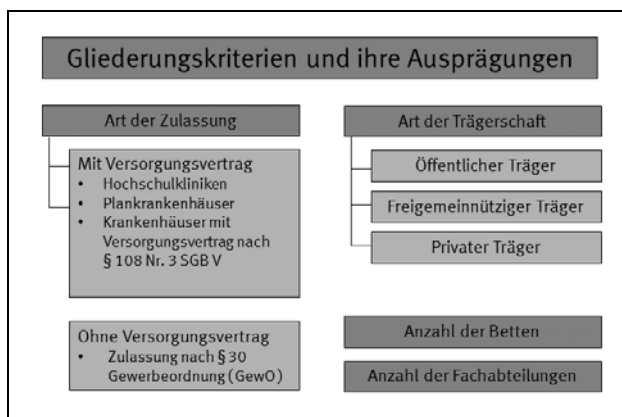 Gliederungskriterien und ihre Ausprägungen
Art der Zulassung
Mit Versorgungsvertrag
• Hochschulkliniken
• Plankrankenhäuser
• Krankenhäuser mit
Versorgungsvertrag nach
§ 108 Nr. 3 SGB V
Ohne Versorgungsvertrag
• Zulassung nach § 30
Gewerbeordnung (GewO)
Art der Trägerschaft
Öffentlicher Träger
Freigemeinnütziger Träger
Privater Träger
Anzahl der Betten
Anzahl der Fachabteilungen